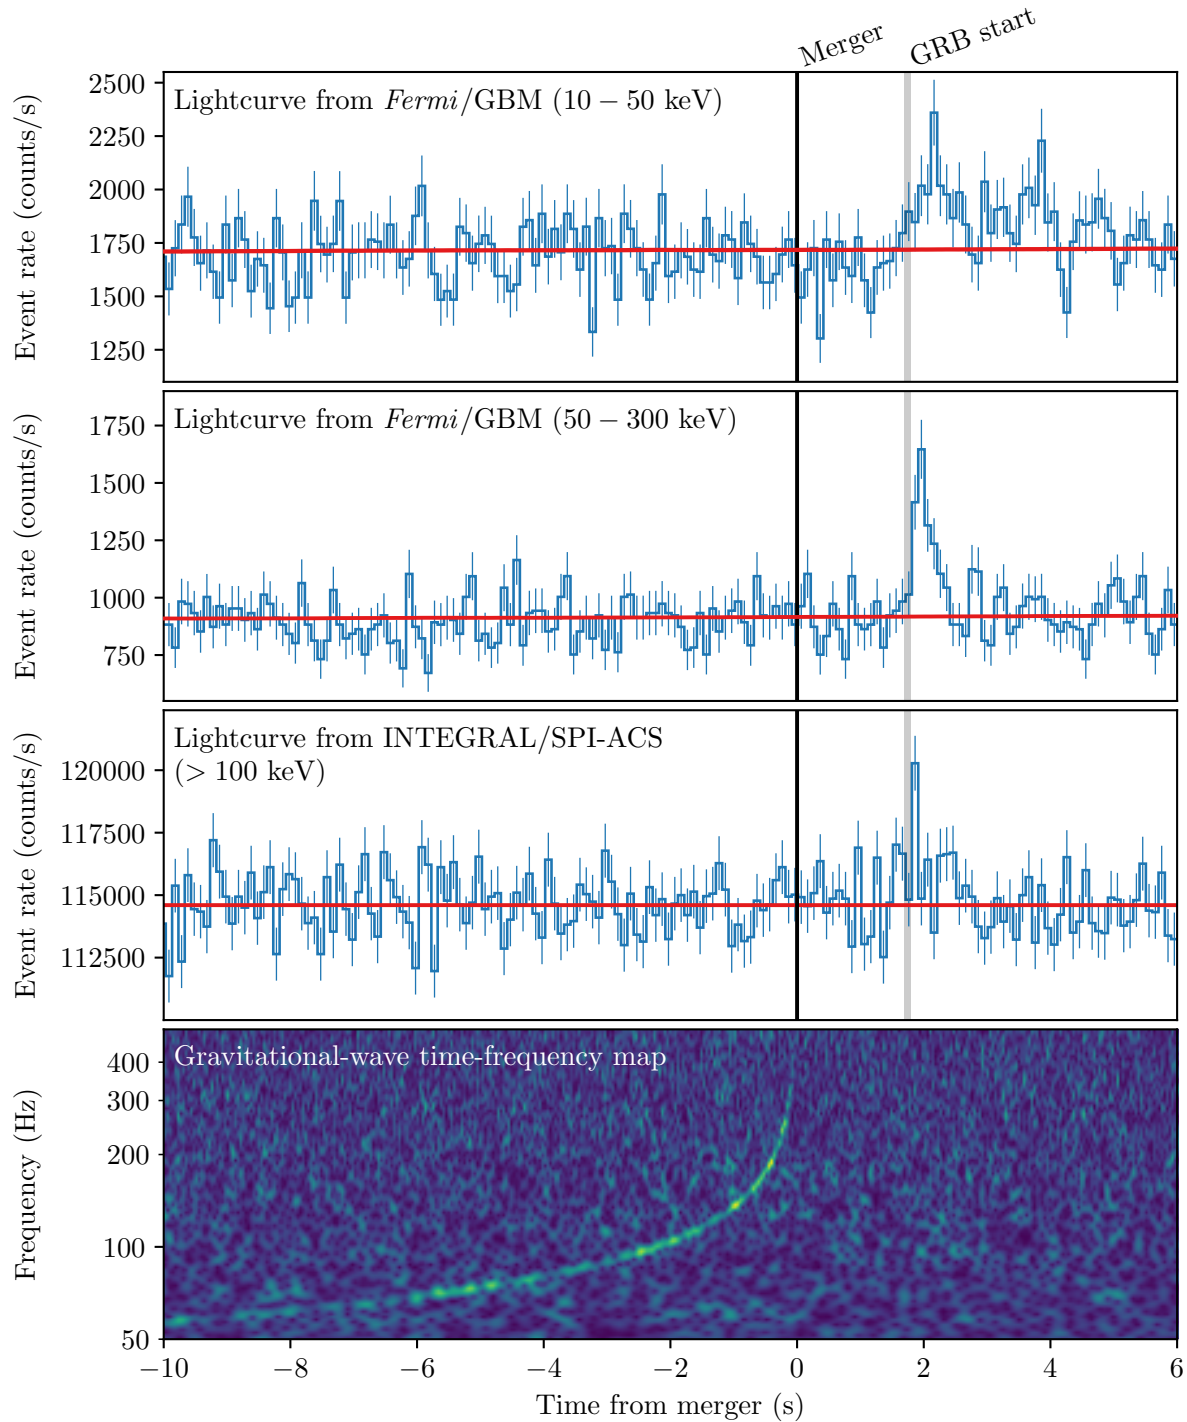 Merger
GRB start
Lightcurve from Fermi/GBM (10 − 50 keV)
2500
2250
2000
1750
1500
1250
Event rate (counts/s)
Lightcurve from Fermi/GBM (50 − 300 keV)
1750
1500
1250
1000
750
Event rate (counts/s)
Lightcurve from INTEGRAL/SPI-ACS
(> 100 keV)
120000
117500
115000
112500
Event rate (counts/s)
Gravitational-wave time-frequency map
400
300
200
100
50
Frequency (Hz)
−10 −8 −6 −4 −2 0 2 4 6
Time from merger (s)